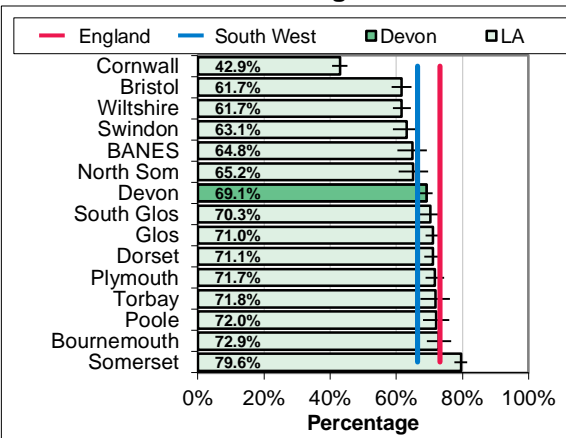 England South West Devon LA
Cornwall 42.9%
Bristol 61.7%
Wiltshire 61.7%
Swindon 63.1%
BANES 64.8%
North Som 65.2%
Devon 69.1%
South Glos 70.3%
Glos 71.0%
Dorset 71.1%
Plymouth 71.7%
Torbay 71.8%
Poole 72.0%
Bournemouth 72.9%
Somerset 79.6%
0% 20% 40% 60% 80% 100%
Percentage